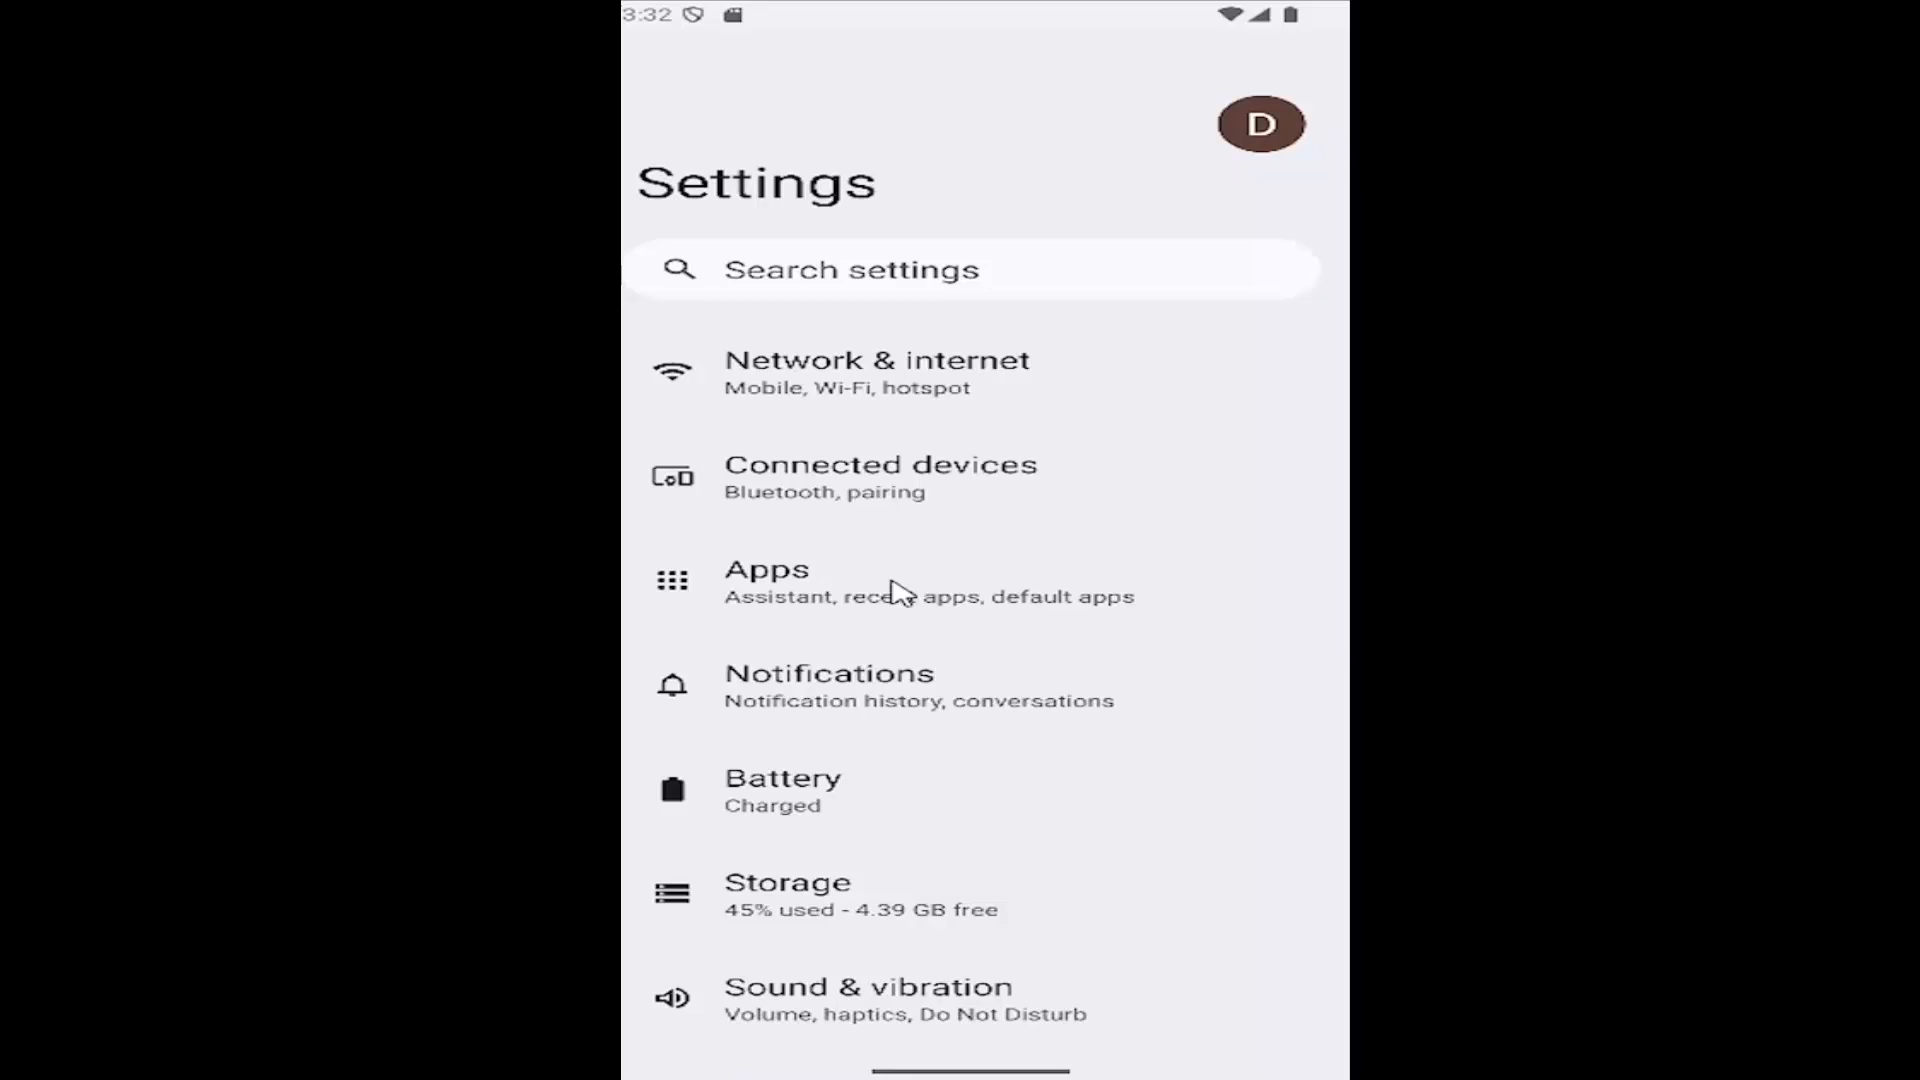 3:32
D
Settings
Search settings
Network & internet
Mobile, Wi-Fi, hotspot
Connected devices
Bluetooth, pairing
Apps
Assistant, apps, default apps
Notifications
Notification history, conversations
Battery
Charged
Storage
45% used - 4.39 GB free
Sound & vibration
Volume, haptics, Do Not Disturb